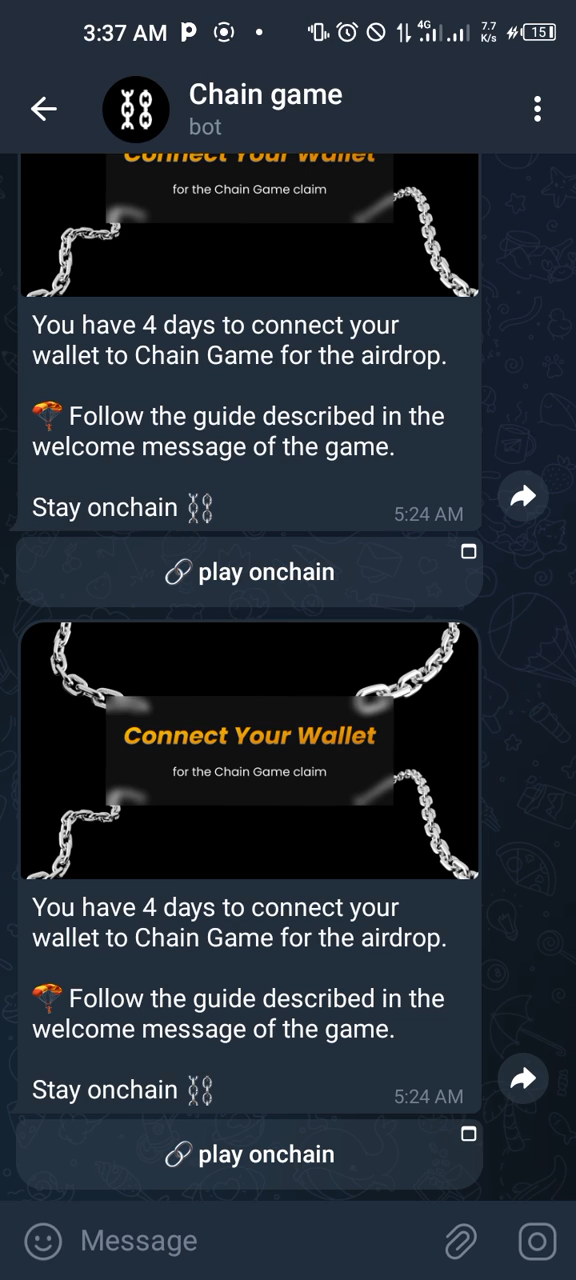 3:37 AM
4G
7.7
K/s
15
Chain game
bot
Connect Your Wallet
for the Chain Game claim
You have 4 days to connect your
wallet to Chain Game for the airdrop.
🪂 Follow the guide described in the
welcome message of the game.
Stay onchain ⛓
5:24 AM
🔗 play onchain
Connect Your Wallet
for the Chain Game claim
You have 4 days to connect your
wallet to Chain Game for the airdrop.
🪂 Follow the guide described in the
welcome message of the game.
Stay onchain ⛓
5:24 AM
🔗 play onchain
Message